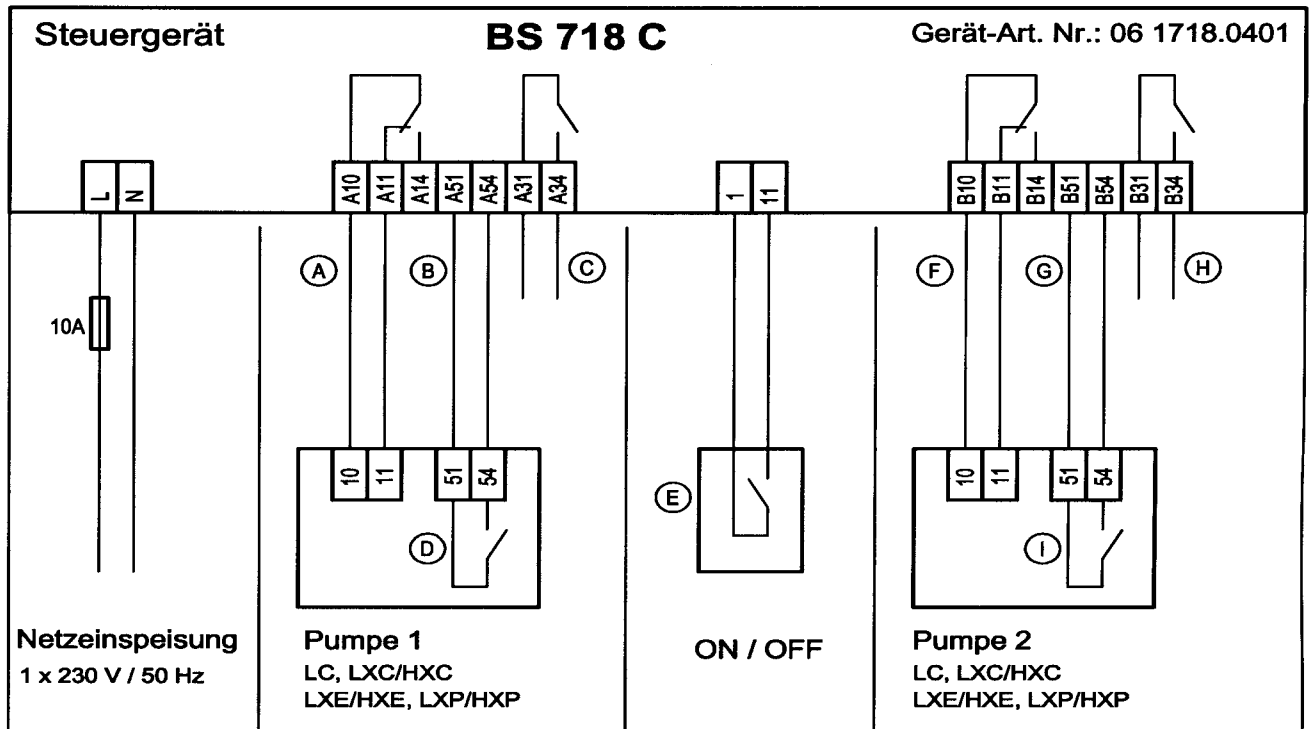 Steuergerät BS 718 C Gerät-Art. Nr.: 06 1718.0401
L N A10 A11 A14 A51 A54 A31 A34 1 11 B10 B11 B14 B51 B54 B31 B34
A B C F G H
10A
10 11 51 54 10 11 51 54
E
D I
Netzeinspeisung
1 x 230 V / 50 Hz
Pumpe 1
LC, LXC/HXC
LXE/HXE, LXP/HXP
ON / OFF
Pumpe 2
LC, LXC/HXC
LXE/HXE, LXP/HXP